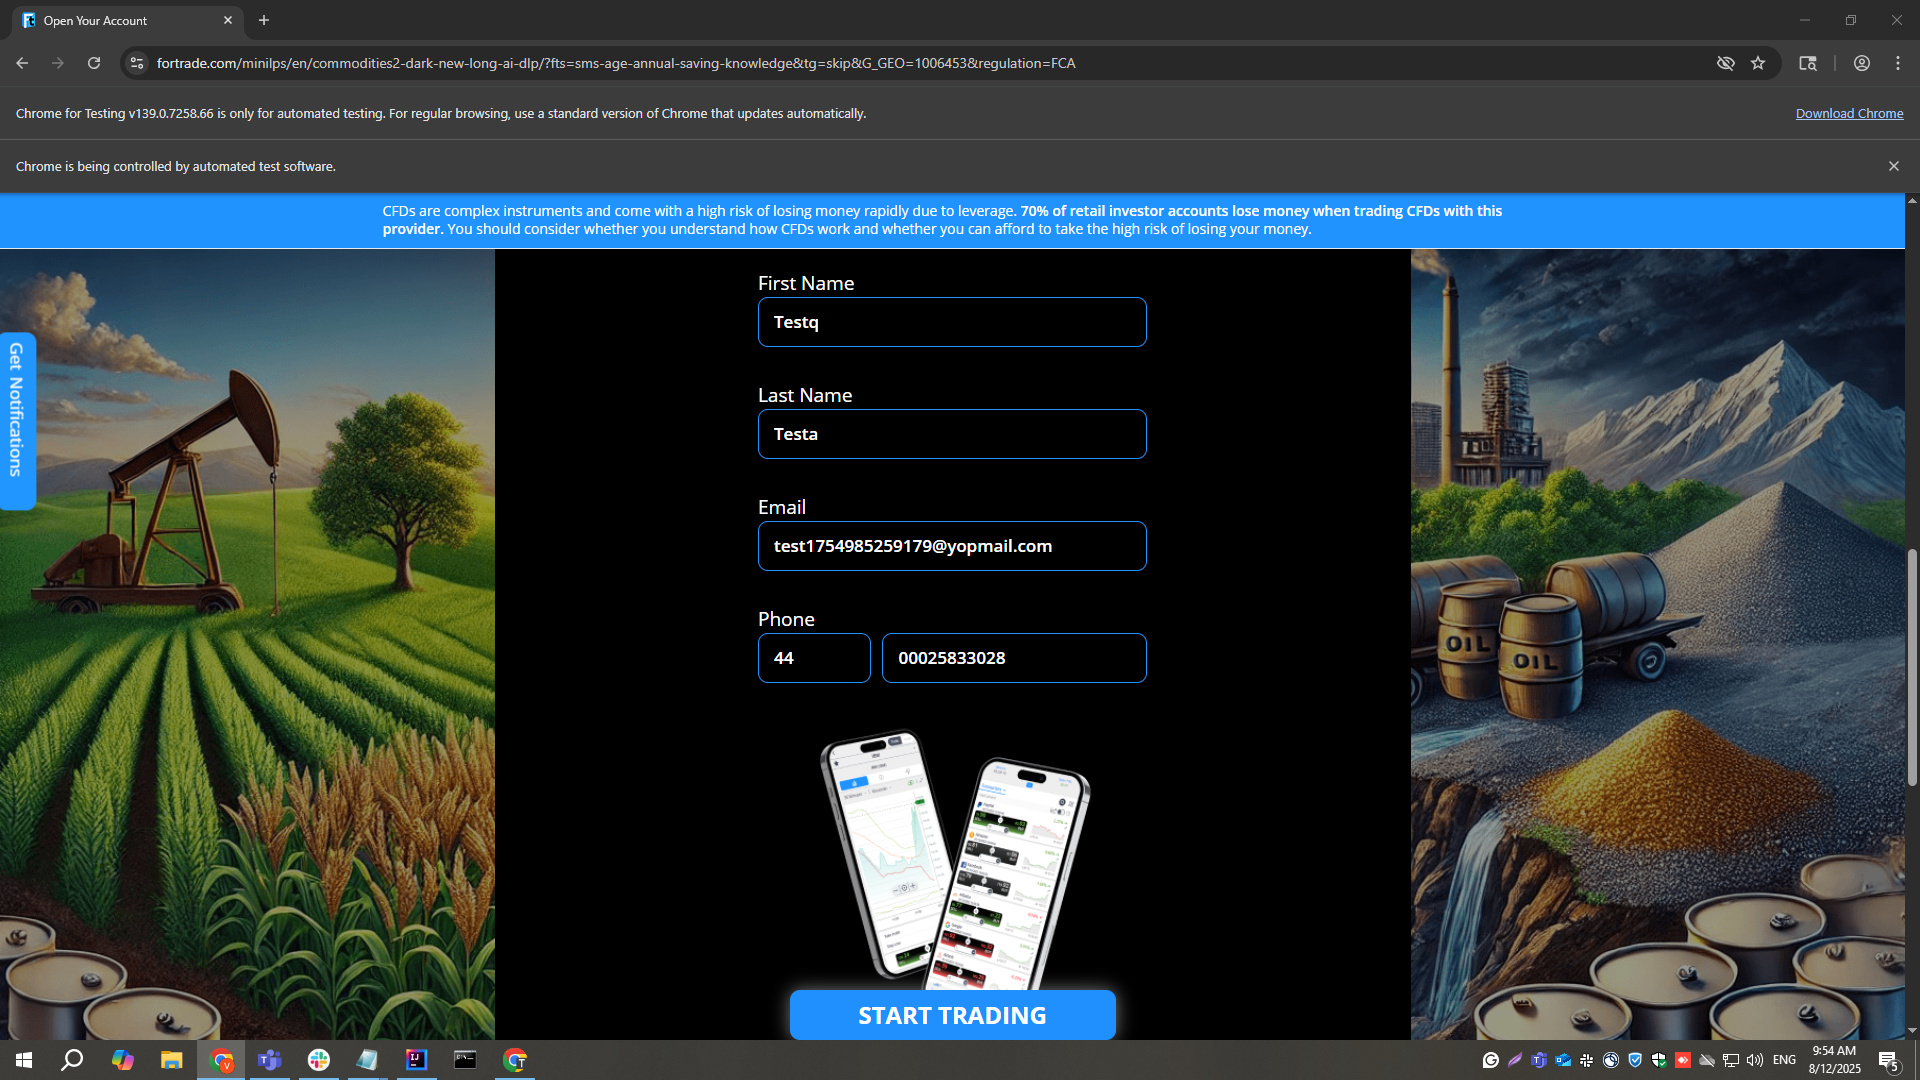 Open Your Account
fortrade.com/minilps/en/commodities2-dark-new-long-ai-dlp/?fts=sms-age-annual-saving-knowledge&tg=skip&G_GEO=1006453&regulation=FCA
Chrome for Testing v139.0.7258.66 is only for automated testing. For regular browsing, use a standard version of Chrome that updates automatically.
Download Chrome
Chrome is being controlled by automated test software.
CFDs are complex instruments and come with a high risk of losing money rapidly due to leverage. 70% of retail investor accounts lose money when trading CFDs with this
provider. You should consider whether you understand how CFDs work and whether you can afford to take the high risk of losing your money.
Get Notifications
First Name
Testq
Last Name
Testa
Email
test1754985259179@yopmail.com
Phone
44
00025833028
OIL
OIL
START TRADING
ENG
9:54 AM
8/12/2025
5